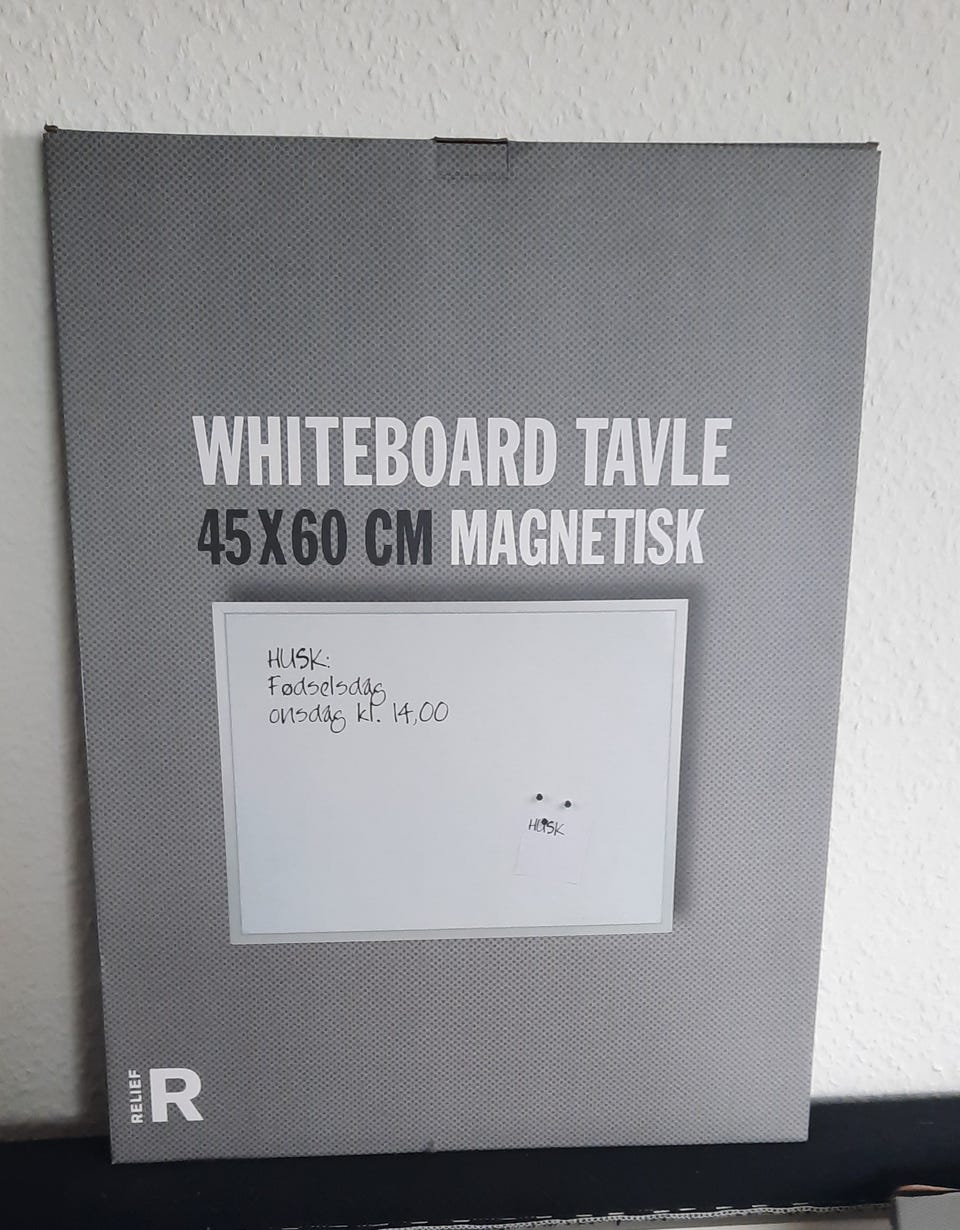 WHITEBOARD TAVLE
45X60 CM MAGNETISK
HUSK:
Fødselsdag
onsdag kl. 14,00
HUSK
RELIEF
R